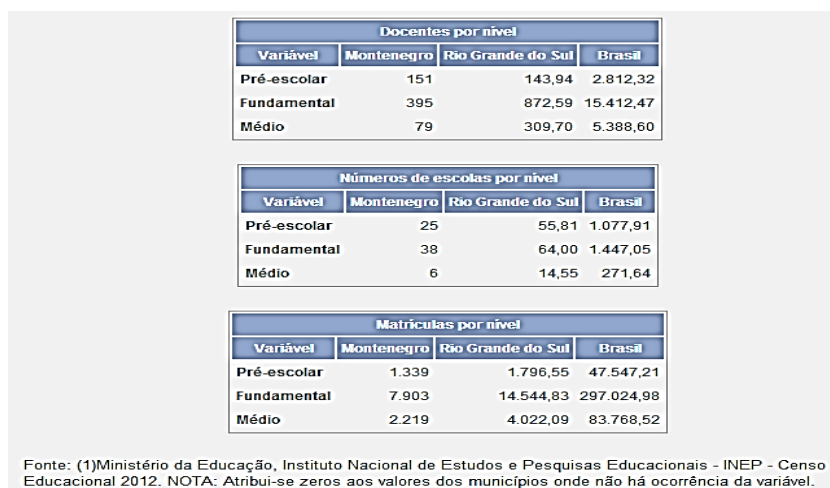 Docentes por nível
Variável Montenegro Rio Grande do Sul Brasil
Pré-escolar 151 143,94 2.812,32
Fundamental 395 872,59 15.412,47
Médio 79 309,70 5.388,60
Números de escolas por nível
Variável Montenegro Rio Grande do Sul Brasil
Pré-escolar 25 55,81 1.077,91
Fundamental 38 64,00 1.447,05
Médio 6 14,55 271,64
Matrículas por nível
Variável Montenegro Rio Grande do Sul Brasil
Pré-escolar 1.339 1.796,55 47.547,21
Fundamental 7.903 14.544,83 297.024,98
Médio 2.219 4.022,09 83.768,52
Fonte: (1)Ministério da Educação, Instituto Nacional de Estudos e Pesquisas Educacionais - INEP - Censo
Educacional 2012. NOTA: Atribui-se zeros aos valores dos municípios onde não há ocorrência da variável.